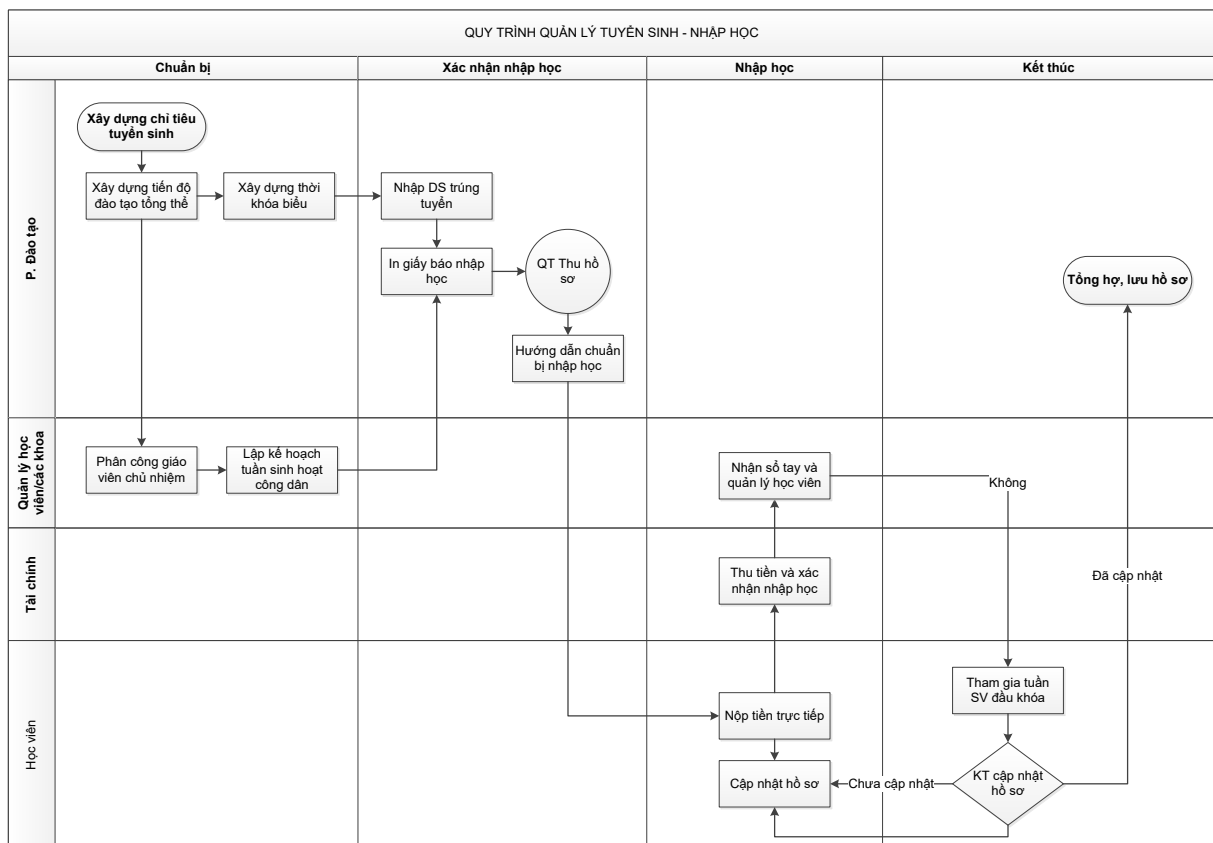 QUY TRÌNH QUẢN LÝ TUYỂN SINH - NHẬP HỌC
Chuẩn bị
Xác nhận nhập học
Nhập học
Kết thúc
P. Đào tạo
Xây dựng chỉ tiêu
tuyển sinh
Xây dựng tiến độ
đào tạo tổng thể
Xây dựng thời
khóa biểu
Nhập DS trúng
tuyển
In giấy báo nhập
học
QT Thu hồ
sơ
Hướng dẫn chuẩn
bị nhập học
Tổng hợ, lưu hồ sơ
Quản lý học
viên/các khoa
Phân công giáo
viên chủ nhiệm
Lập kế hoạch
tuần sinh hoạt
công dân
Nhận sổ tay và
quản lý học viên
Không
Tài chính
Thu tiền và xác
nhận nhập học
Đã cập nhật
Học viên
Nộp tiền trực tiếp
Cập nhật hồ sơ
Tham gia tuần
SV đầu khóa
Chưa cập nhật
KT cập nhật
hồ sơ